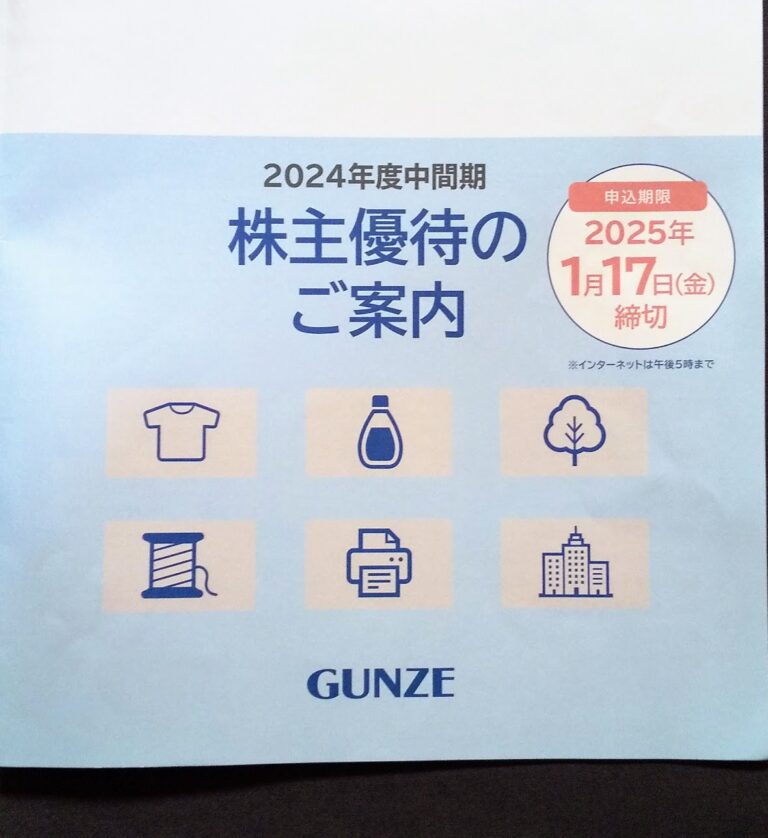 2024年度中間期
株主優待の
ご案内
申込期限
2025年
1月17日(金)
締切
※インターネットは午後5時まで
GUNZE